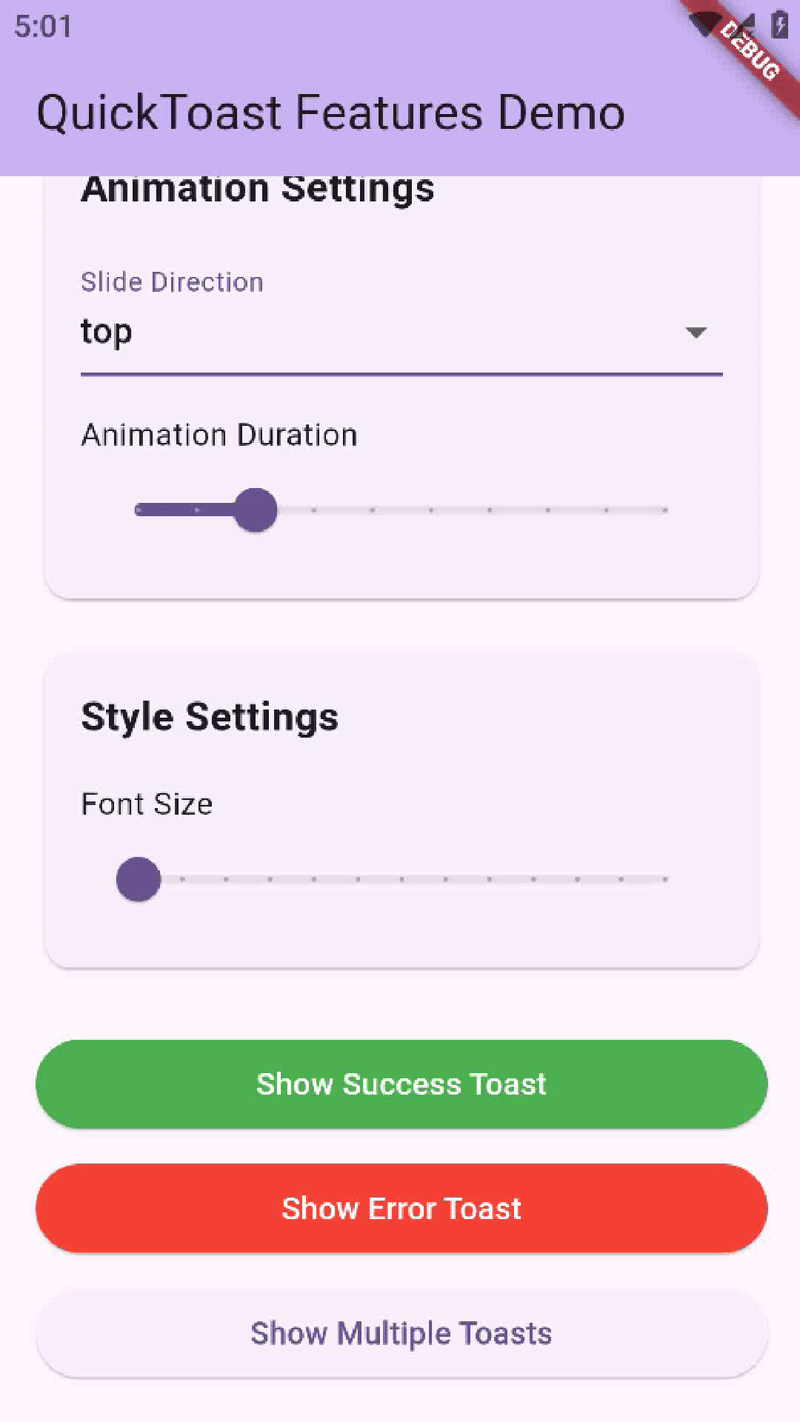 5:01
DEBUG
QuickToast Features Demo
Animation Settings
Slide Direction
top
Animation Duration
Style Settings
Font Size
Show Success Toast
Show Error Toast
Show Multiple Toasts